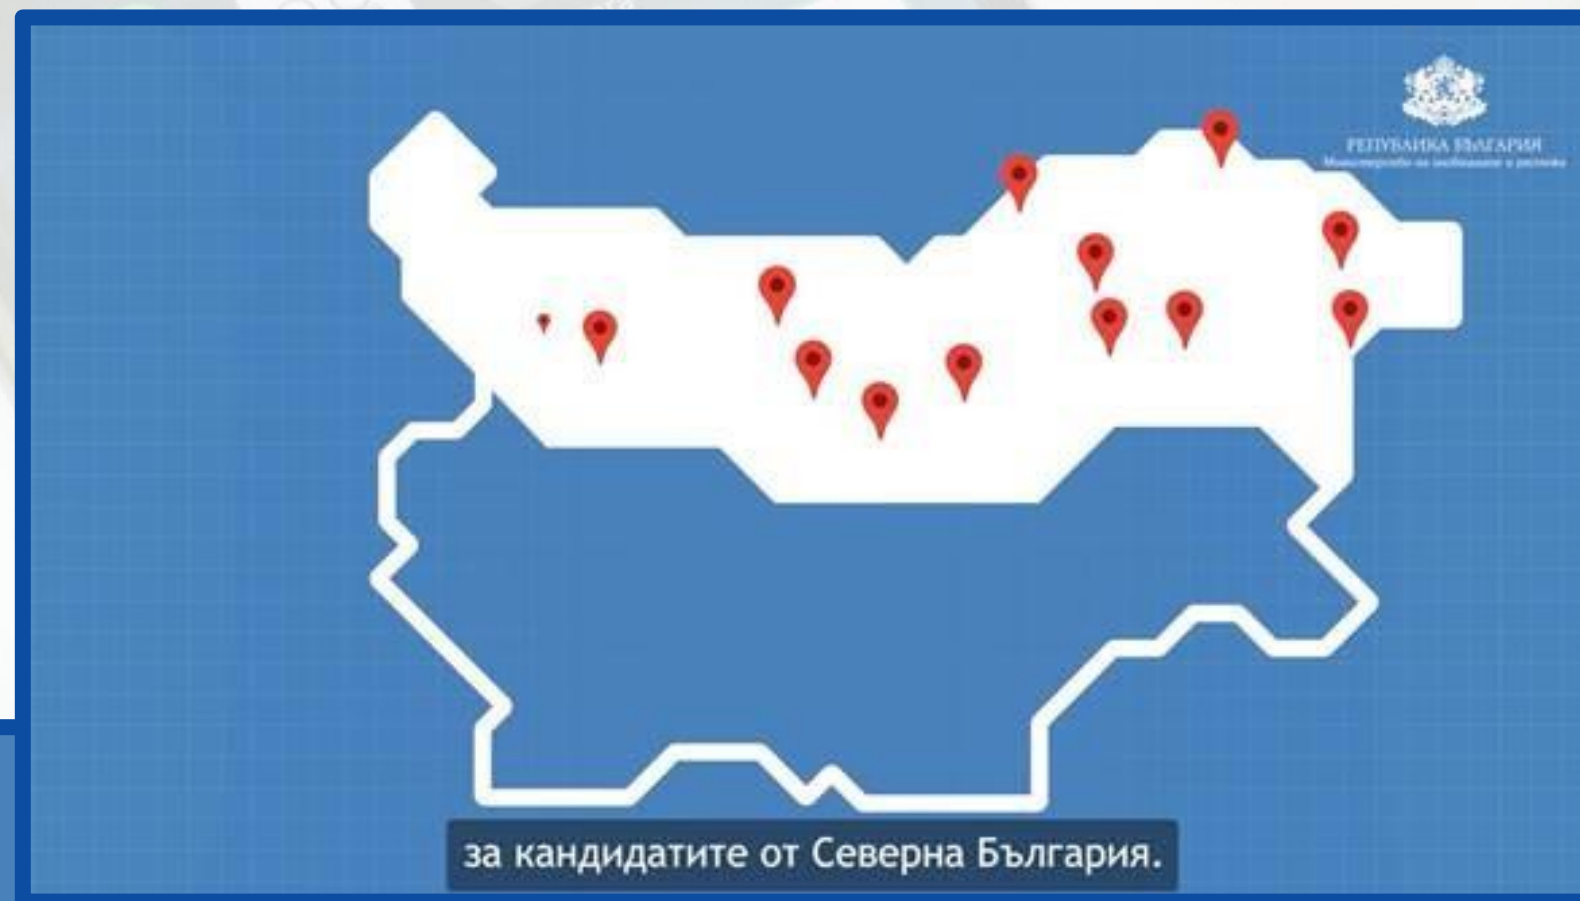 РЕПУБЛИКА БЪЛГАРИЯ
за кандидатите от Северна България.